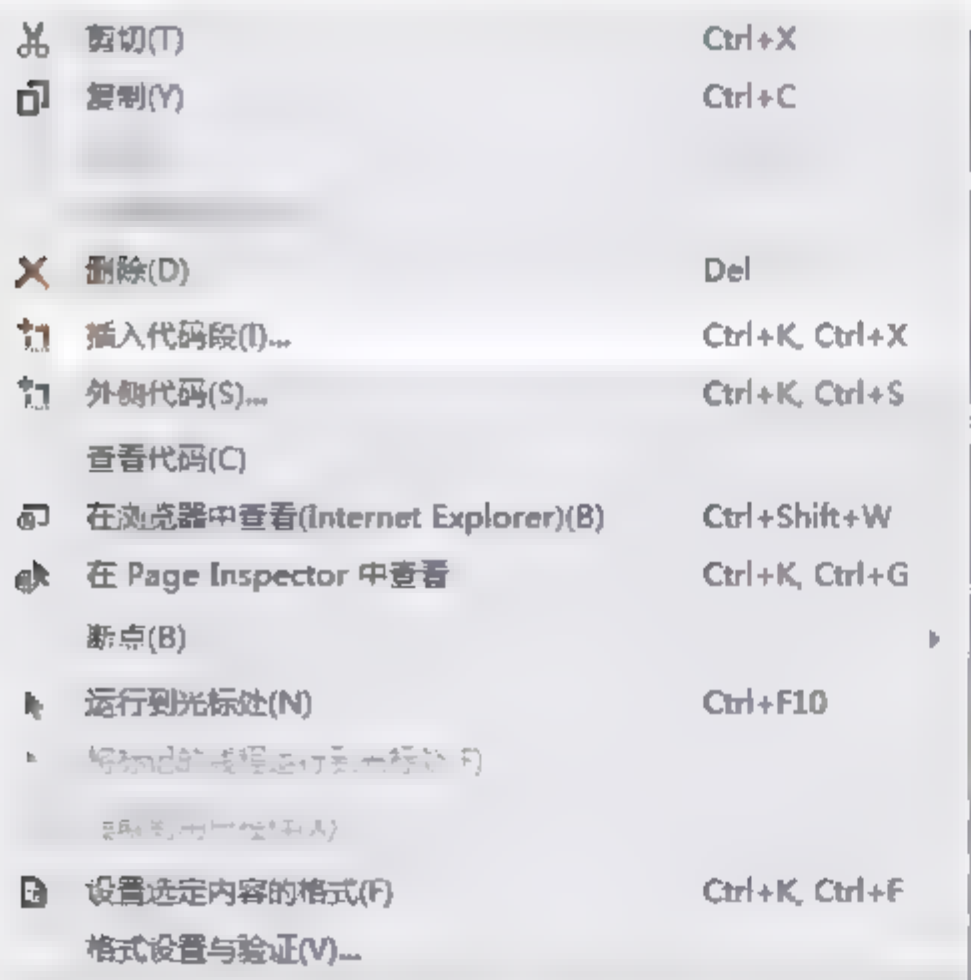 剪切(T) Ctrl+X
复制(Y) Ctrl+C
删除(D) Del
插入代码段(I)... Ctrl+K, Ctrl+X
外侧代码(S)... Ctrl+K, Ctrl+S
查看代码(C)
在浏览器中查看(Internet Explorer)(B) Ctrl+Shift+W
在 Page Inspector 中查看 Ctrl+K, Ctrl+G
断点(B)
运行到光标处(N) Ctrl+F10
设置选定内容的格式(F) Ctrl+K, Ctrl+F
格式设置与验证(V)...